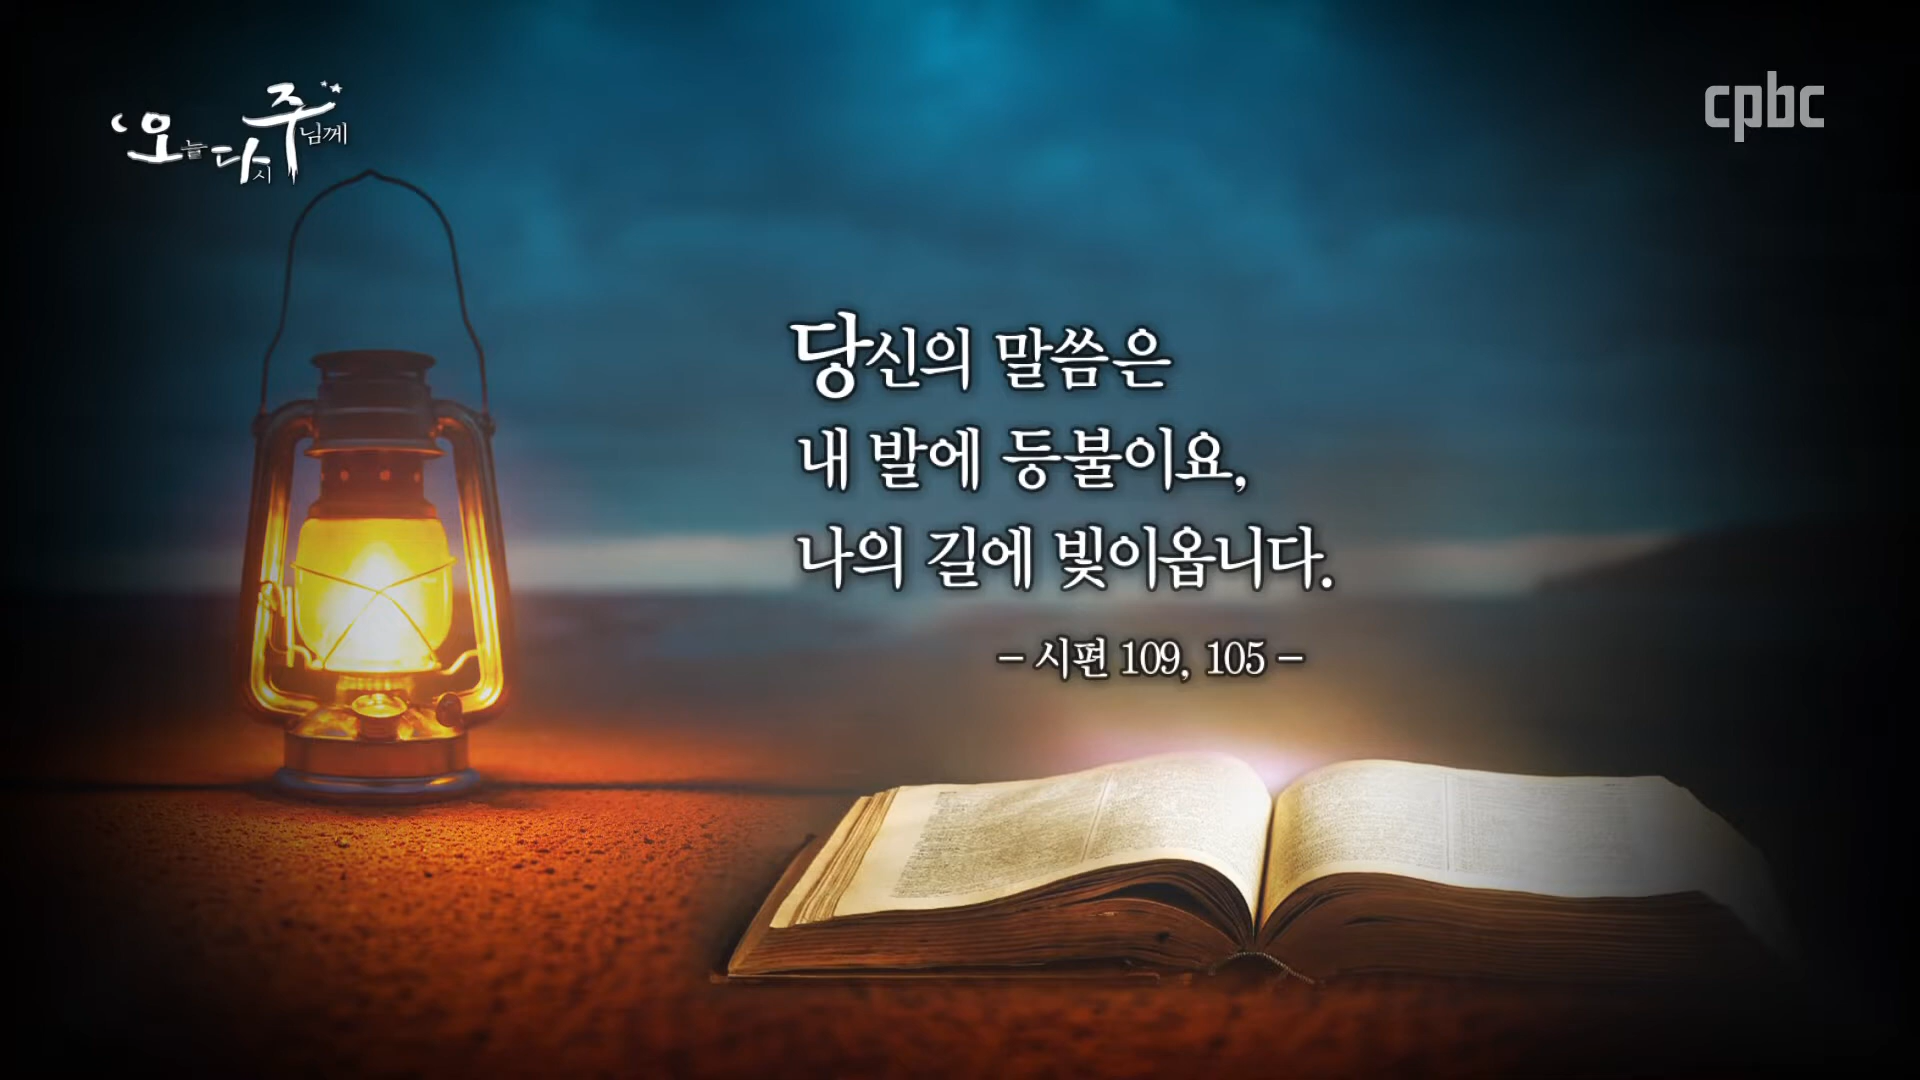 오늘 다시 주님께
cpbc
당신의 말씀은
내 발에 등불이요,
나의 길에 빛이옵니다.
– 시편 109, 105 –